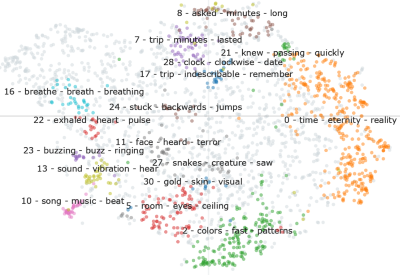 8 - asked - minutes - long
7 - trip - minutes - lasted
21 - knew - passing - quickly
28 - clock - clockwise - date
17 - trip - indescribable - remember
16 - breathe - breath - breathing
24 - stuck - backwards - jumps
22 - exhaled - heart - pulse
0 - time - eternity - reality
11 - face - heard - terror
23 - buzzing - buzz - ringing
27 - snakes - creature - saw
13 - sound - vibration - hear
30 - gold - skin - visual
10 - song - music - beat
5 - room - eyes - ceiling
2 - colors - fast - patterns